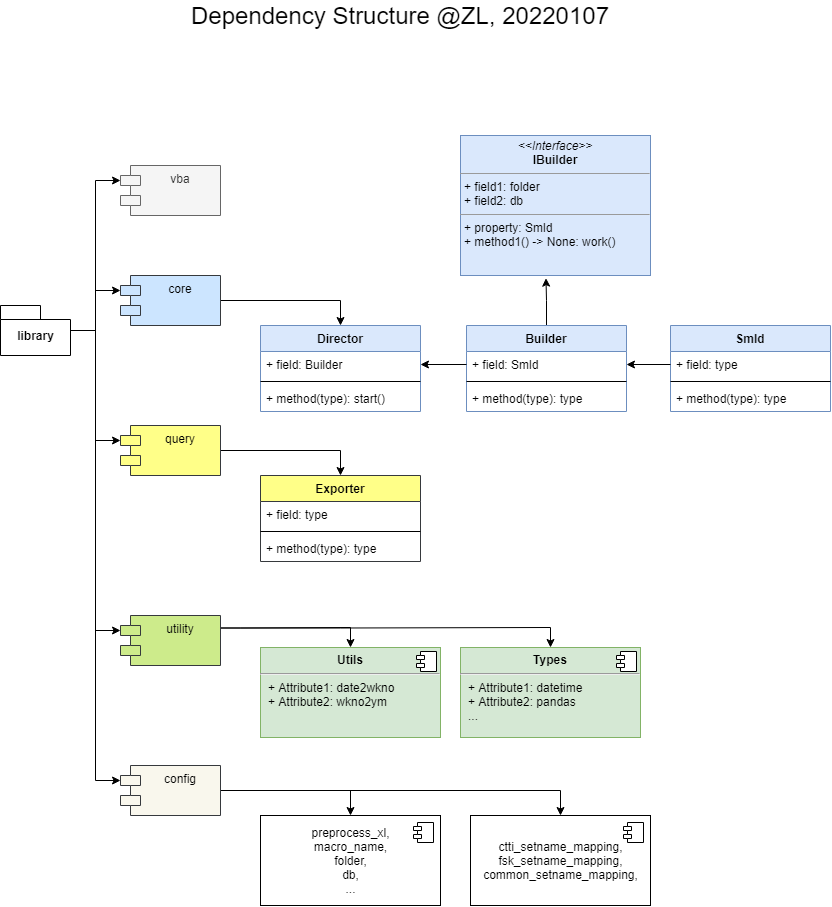 Dependency Structure @ZL, 20220107
<<Interface>>
IBuilder
+ field1: folder
+ field2: db
+ property: Smld
+ method1() -> None: work()
vba
core
library
Director
+ field: Builder
+ method(type): start()
Builder
+ field: Smld
+ method(type): type
Smld
+ field: type
+ method(type): type
query
Exporter
+ field: type
+ method(type): type
utility
Utils
+ Attribute1: date2wkno
+ Attribute2: wkno2ym
Types
+ Attribute1: datetime
+ Attribute2: pandas
...
config
preprocess_xl,
macro_name,
folder,
db,
...
ctti_setname_mapping,
fsk_setname_mapping,
common_setname_mapping,